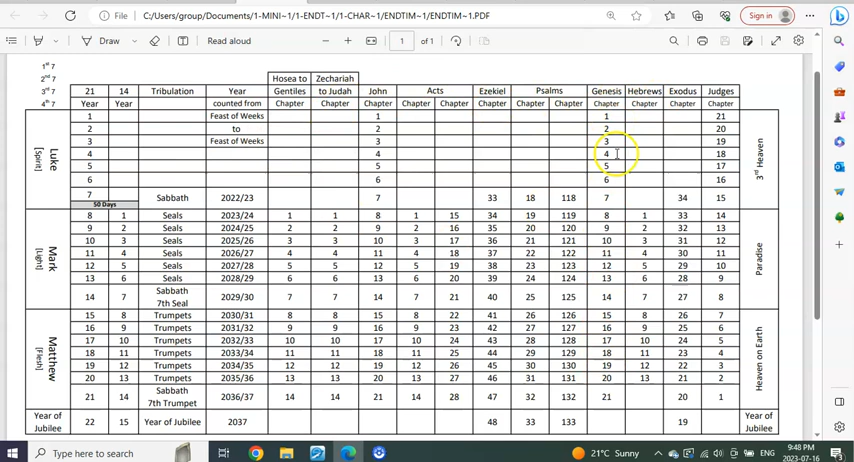 C:/Users/group/Documents/1-MINI~1/1-ENDT~1/1-CHAR~1/ENDTIM~1/ENDTIM~1.PDF
Sign in
Draw
Read aloud
1
of 1
1st 7
2nd 7
3rd 7
4th 7
Hosea to Zechariah
21 14 Tribulation Year Gentiles to Judah John Acts Ezekiel Psalms Genesis Hebrews Exodus Judges
Year Year counted from Chapter Chapter Chapter Chapter Chapter Chapter Chapter Chapter Chapter Chapter Chapter
Luke
[Spirit]
1 Feast of Weeks 1 1 21
2 to 2 2 20
3 Feast of Weeks 3 3 19
4 4 4 18
5 5 5 17
6 6 6 16
7 Sabbath 2022/23 7 33 18 118 7 34 15
50 Days
3rd Heaven
Mark
[Light]
8 1 Seals 2023/24 1 1 8 1 15 34 19 119 8 1 33 14
9 2 Seals 2024/25 2 2 9 2 16 35 20 120 9 2 32 13
10 3 Seals 2025/26 3 3 10 3 17 36 21 121 10 3 31 12
11 4 Seals 2026/27 4 4 11 4 18 37 22 122 11 4 30 11
12 5 Seals 2027/28 5 5 12 5 19 38 23 123 12 5 29 10
13 6 Seals 2028/29 6 6 13 6 20 39 24 124 13 6 28 9
14 7 Sabbath 2029/30 7 7 14 7 21 40 25 125 14 7 27 8
7th Seal
Paradise
Matthew
[Flesh]
15 8 Trumpets 2030/31 8 8 15 8 22 41 26 126 15 8 26 7
16 9 Trumpets 2031/32 9 9 16 9 23 42 27 127 16 9 25 6
17 10 Trumpets 2032/33 10 10 17 10 24 43 28 128 17 10 24 5
18 11 Trumpets 2033/34 11 11 18 11 25 44 29 129 18 11 23 4
19 12 Trumpets 2034/35 12 12 19 12 26 45 30 130 19 12 22 3
20 13 Trumpets 2035/36 13 13 20 13 27 46 31 131 20 13 21 2
21 14 Sabbath 2036/37 14 14 21 14 28 47 32 132 21 20 1
7th Trumpet
Heaven on Earth
Year of Jubilee 22 15 Year of Jubilee 2037 48 33 133 19 Year of Jubilee
Type here to search
21°C Sunny
ENG
9:48 PM
2023-07-16